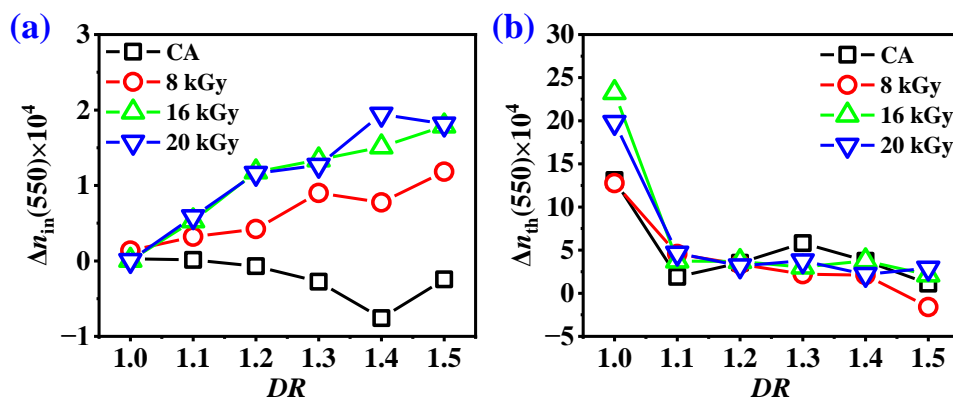 (a)
Δn_in(550)×10⁴
3
2
1
0
−1
CA
8 kGy
16 kGy
20 kGy
1.0 1.1 1.2 1.3 1.4 1.5
DR
(b)
Δn_th(550)×10⁴
30
25
20
15
10
5
0
−5
CA
8 kGy
16 kGy
20 kGy
1.0 1.1 1.2 1.3 1.4 1.5
DR